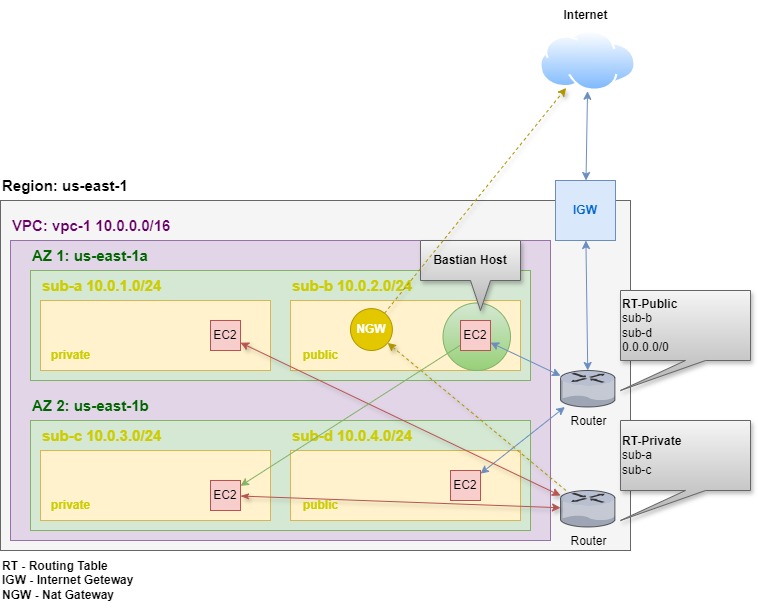 Internet
Region: us-east-1
IGW
VPC: vpc-1 10.0.0.0/16
AZ 1: us-east-1a
Bastian Host
sub-a 10.0.1.0/24
sub-b 10.0.2.0/24
RT-Public
sub-b
sub-d
0.0.0.0/0
EC2
NGW
EC2
private
public
Router
AZ 2: us-east-1b
sub-c 10.0.3.0/24
sub-d 10.0.4.0/24
RT-Private
sub-a
sub-c
EC2
EC2
private
public
Router
RT - Routing Table
IGW - Internet Geteway
NGW - Nat Gateway